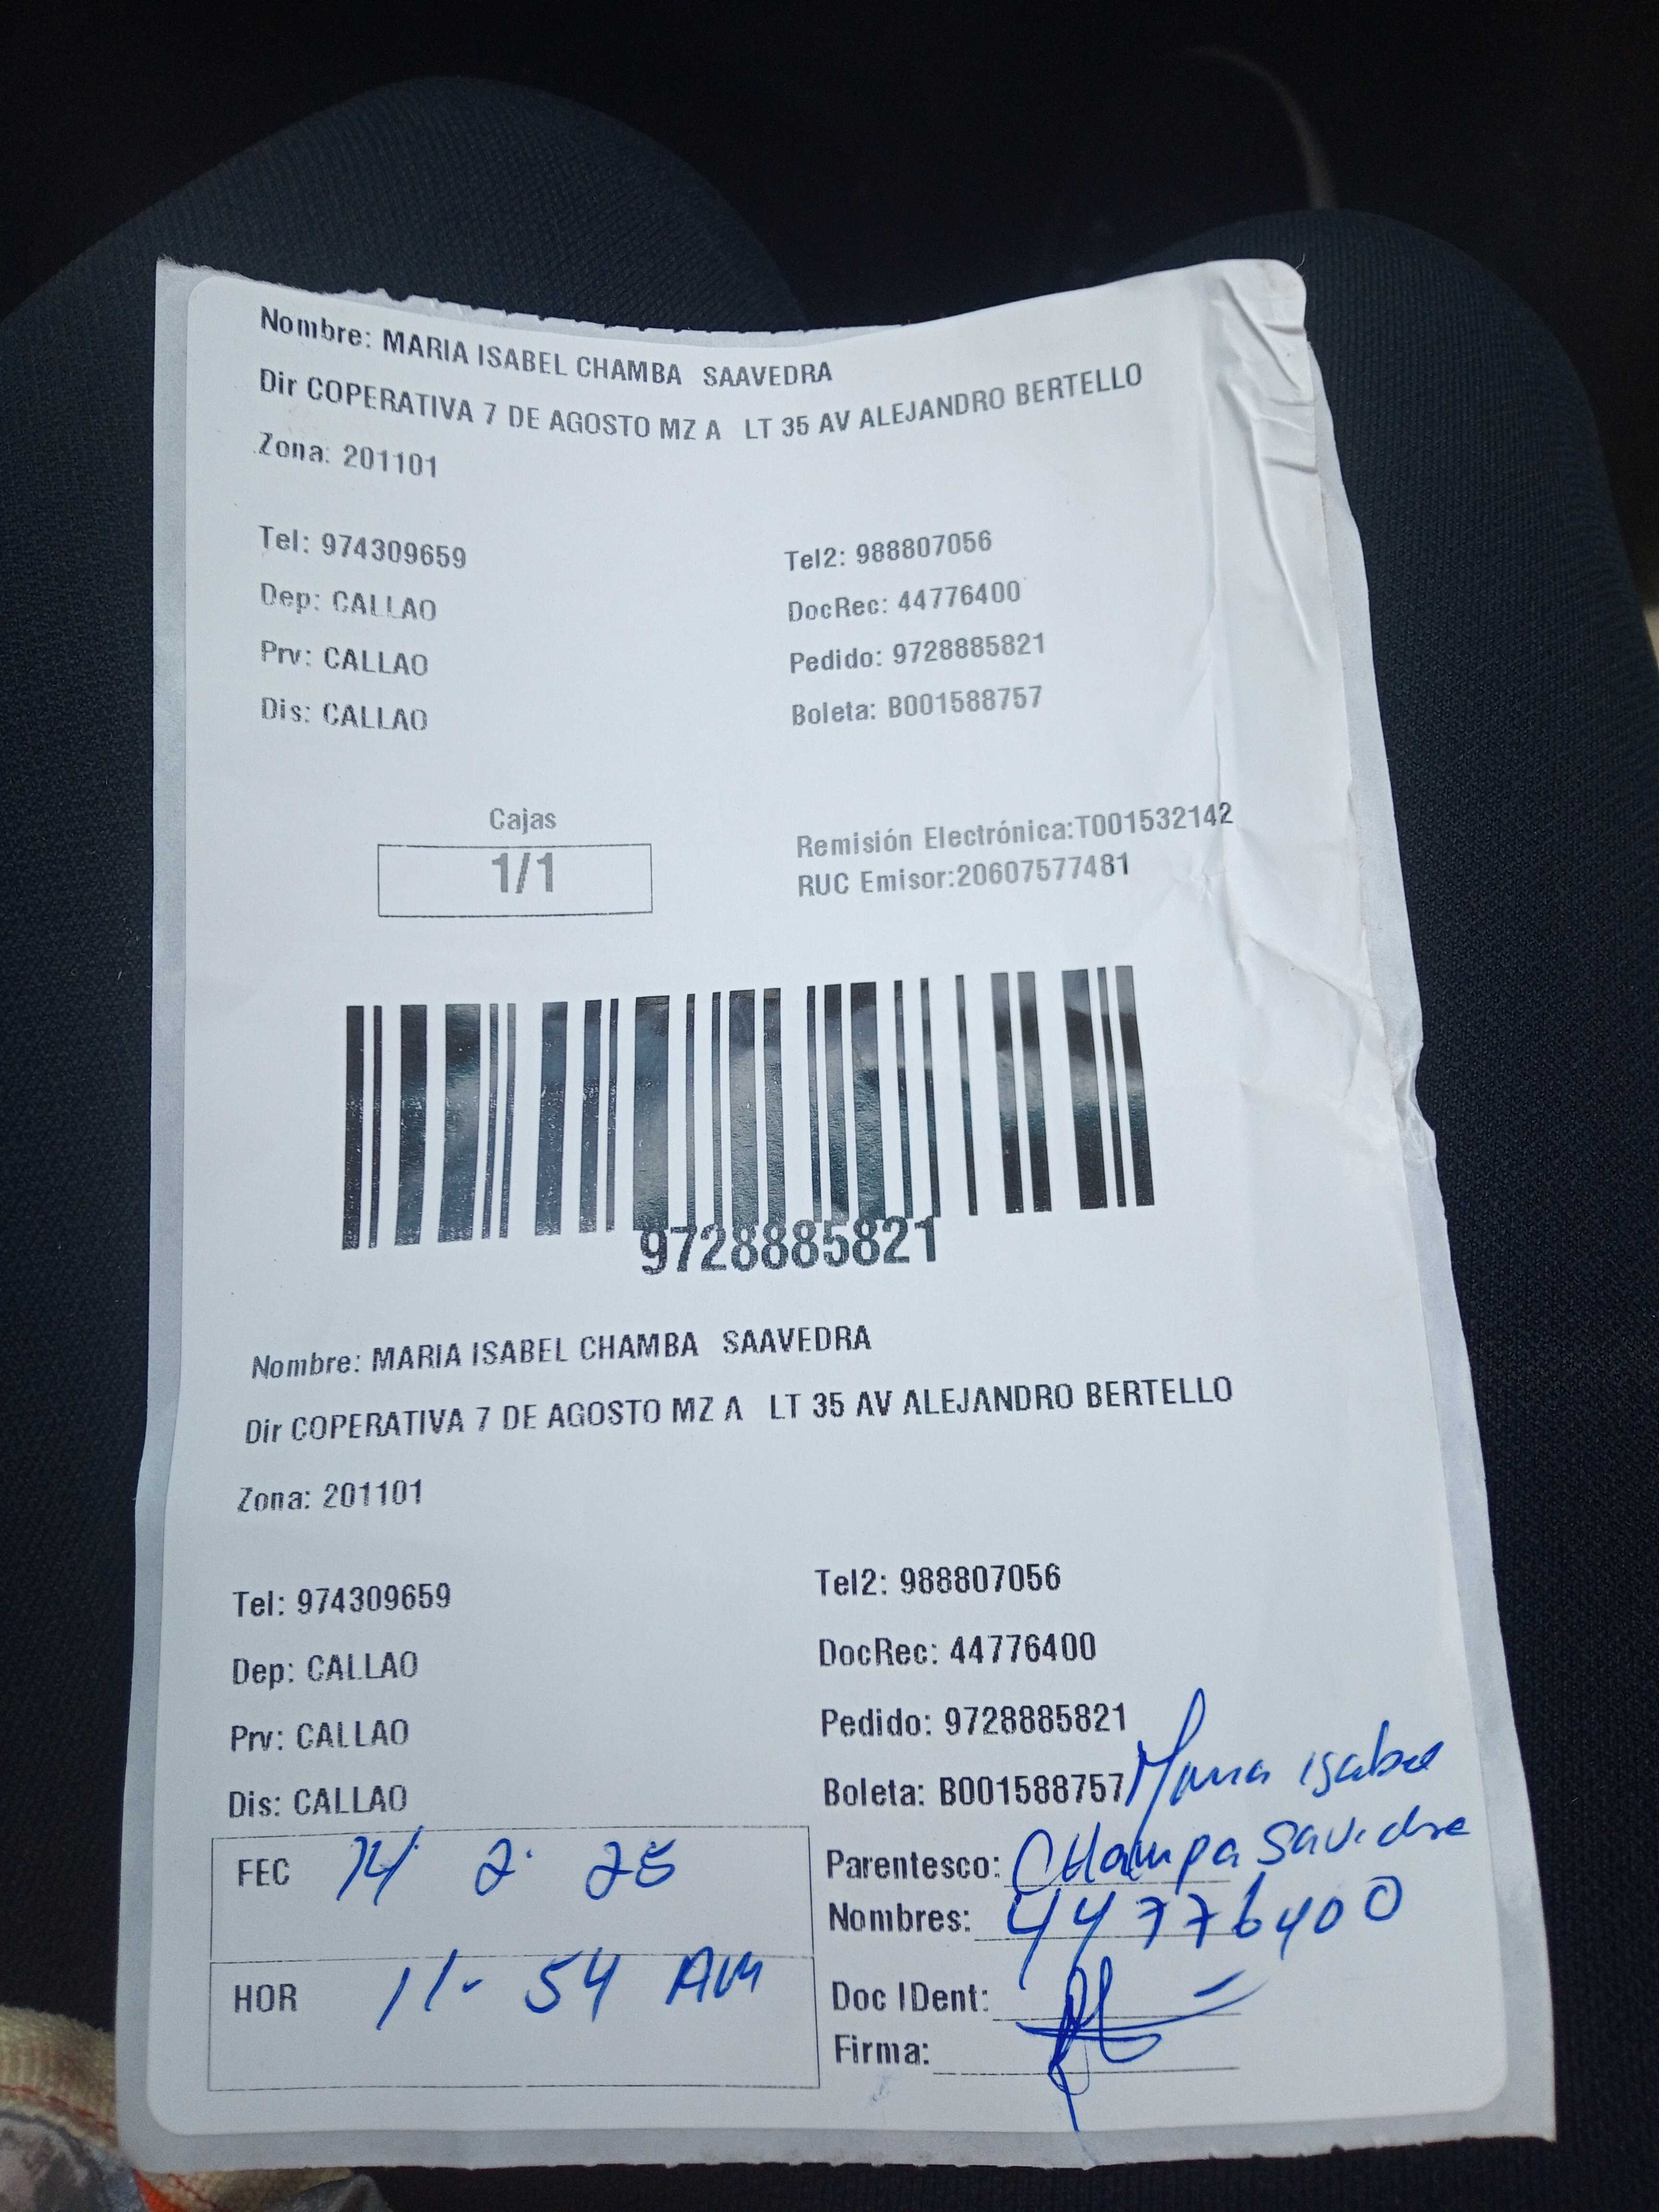 Nombre: MARIA ISABEL CHAMBA SAAVEDRA
Dir COPERATIVA 7 DE AGOSTO MZ A LT 35 AV ALEJANDRO BERTELLO
Zona: 201101
Tel: 974309659 Tel2: 988807056
Dep: CALLAO DocRec: 44776400
Prv: CALLAO Pedido: 9728885821
Dis: CALLAO Boleta: B001588757
Cajas
1/1
Remisión Electrónica:T001532142
RUC Emisor:20607577481
9728885821
Nombre: MARIA ISABEL CHAMBA SAAVEDRA
Dir COPERATIVA 7 DE AGOSTO MZ A LT 35 AV ALEJANDRO BERTELLO
Zona: 201101
Tel: 974309659 Tel2: 988807056
Dep: CALLAO DocRec: 44776400
Prv: CALLAO Pedido: 9728885821
Dis: CALLAO Boleta: B001588757 Maria isabel
FEC 14 2 25
Parentesco: Champa Savedra
Nombres: 44776400
HOR 11- 54 AM
Doc IDent:
Firma: